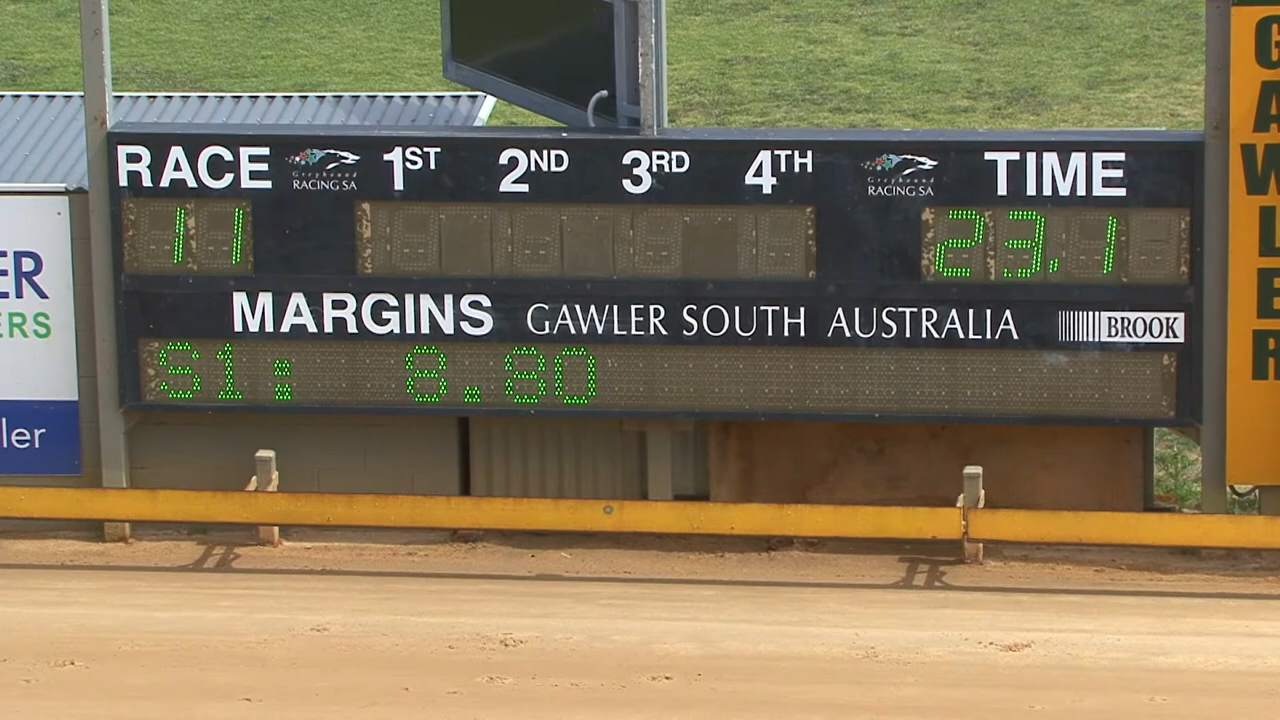 RACE
Greyhound
RACING SA
1ST 2ND 3RD 4TH
Greyhound
RACING SA
TIME
11
23.1
MARGINS GAWLER SOUTH AUSTRALIA BROOK
S1: 8.80
ER
ERS
ler
GAWLER